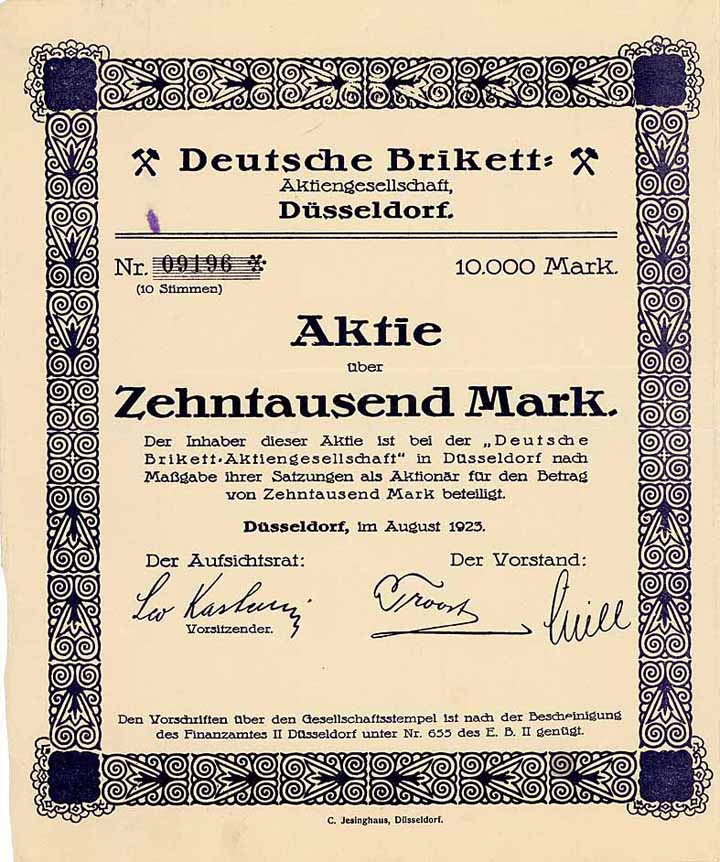 Deutsche Brikett-
Aktiengesellschaft,
Düsseldorf.
Nr. 09196 10.000 Mark.
(10 Stimmen)
Aktie
über
Zehntausend Mark.
Der Inhaber dieser Aktie ist bei der „Deutsche
Brikett-Aktiengesellschaft“ in Düsseldorf nach
Maßgabe ihrer Satzungen als Aktionär für den Betrag
von Zehntausend Mark beteiligt.
Düsseldorf, im August 1923.
Der Aufsichtsrat: Der Vorstand:
Leo Troost
Vorsitzender.
Den Vorschriften über den Gesellschaftsstempel ist nach der Bescheinigung
des Finanzamtes II Düsseldorf unter Nr. 655 des E. B. II genügt.
C. Jesinghaus, Düsseldorf.